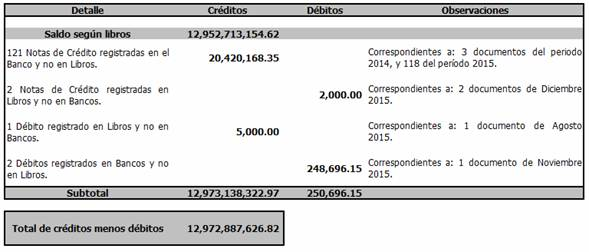 Detalle Créditos Débitos Observaciones
Saldo según libros 12,952,713,154.62
121 Notas de Crédito registradas en el 20,420,168.35 Correspondientes a: 3 documentos del periodo
Banco y no en Libros. 2014, y 118 del período 2015.
2 Notas de Crédito registradas en 2,000.00 Correspondientes a: 2 documentos de Diciembre
Libros y no en Bancos. 2015.
1 Débito registrado en Libros y no en 5,000.00 Correspondientes a: 1 documento de Agosto
Bancos. 2015.
2 Débitos registrados en Bancos y no 248,696.15 Correspondientes a: 1 documento de Noviembre
en Libros. 2015.
Subtotal 12,973,138,322.97 250,696.15
Total de créditos menos débitos 12,972,887,626.82